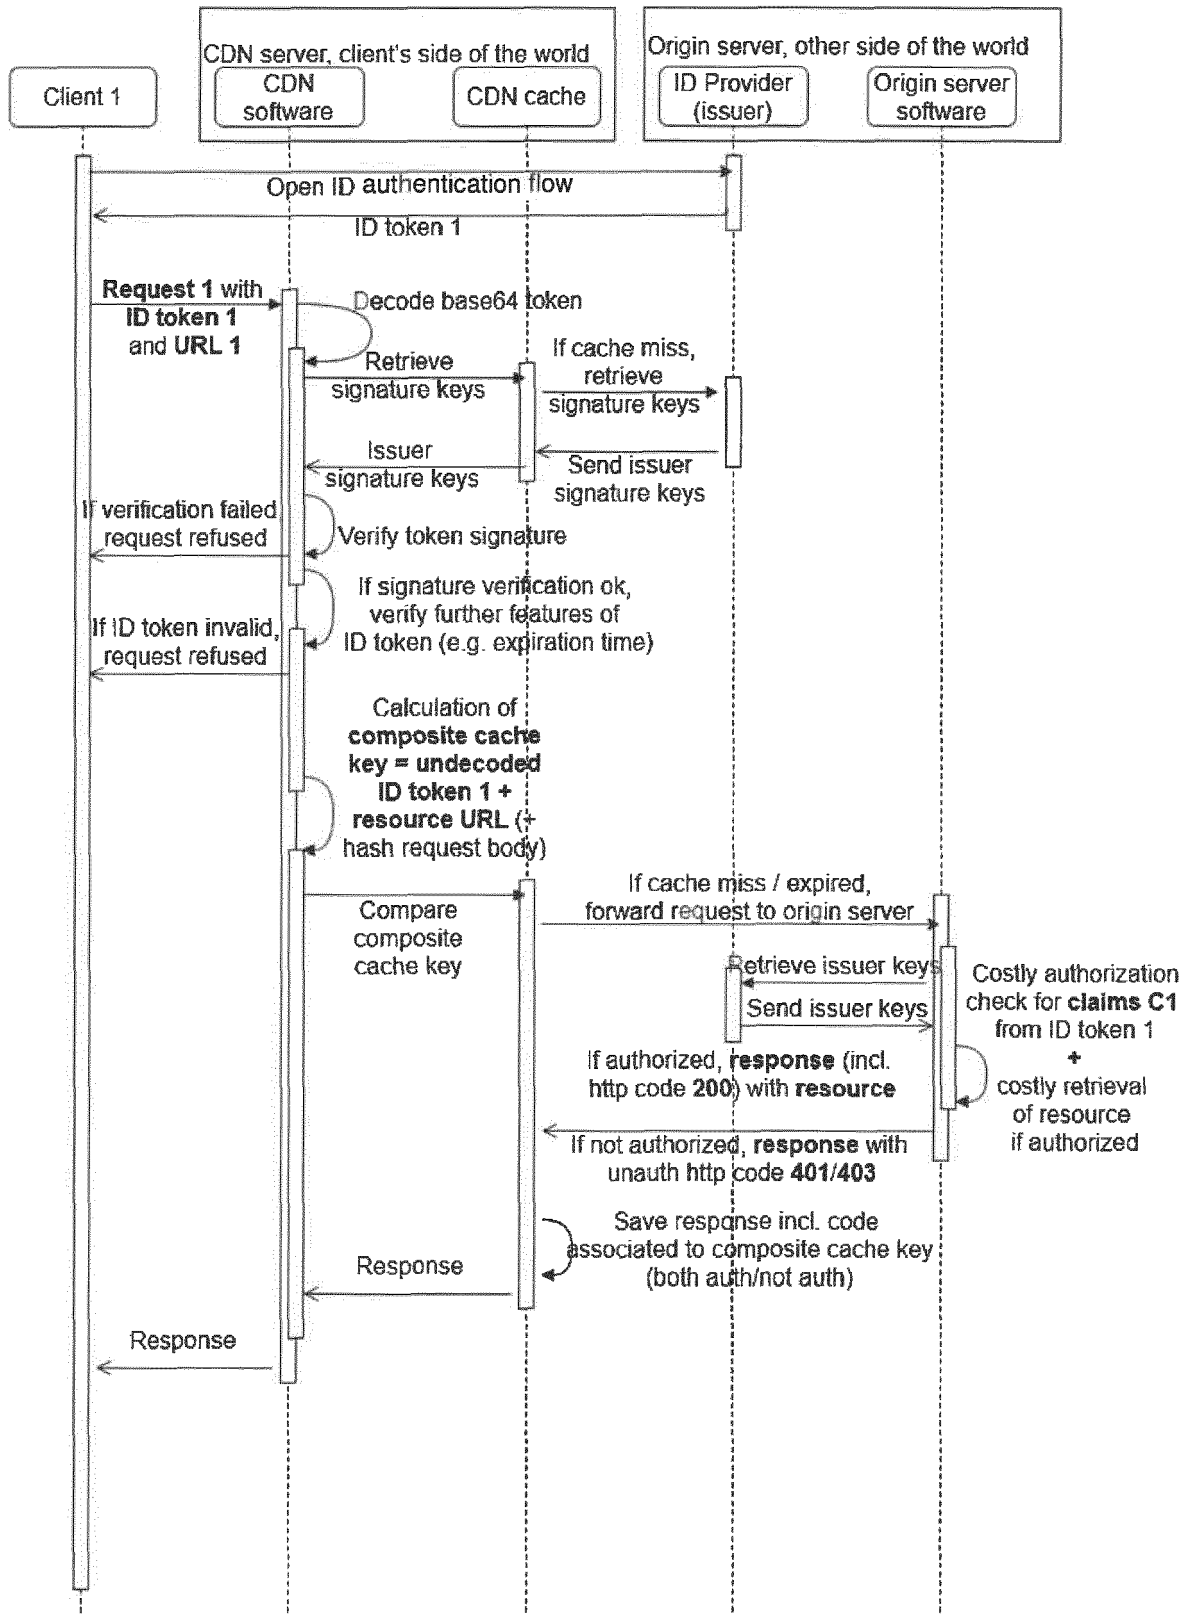 CDN server, client's side of the world
Origin server, other side of the world
Client 1
CDN
software
CDN cache
ID Provider
(issuer)
Origin server
software
Open ID authentication flow
ID token 1
Request 1 with
ID token 1
and URL 1
Decode base64 token
Retrieve
signature keys
If cache miss,
retrieve
signature keys
Issuer
signature keys
Send issuer
signature keys
If verification failed
request refused
Verify token signature
If signature verification ok,
verify further features of
ID token (e.g. expiration time)
If ID token invalid,
request refused
Calculation of
composite cache
key = undecoded
ID token 1 +
resource URL (+
hash request body)
Compare
composite
cache key
If cache miss / expired,
forward request to origin server
Retrieve issuer keys
Send issuer keys
Costly authorization
check for claims C1
from ID token 1
+
costly retrieval
of resource
if authorized
If authorized, response (incl.
http code 200) with resource
If not authorized, response with
unauth http code 401/403
Save response incl. code
associated to composite cache key
(both auth/not auth)
Response
Response